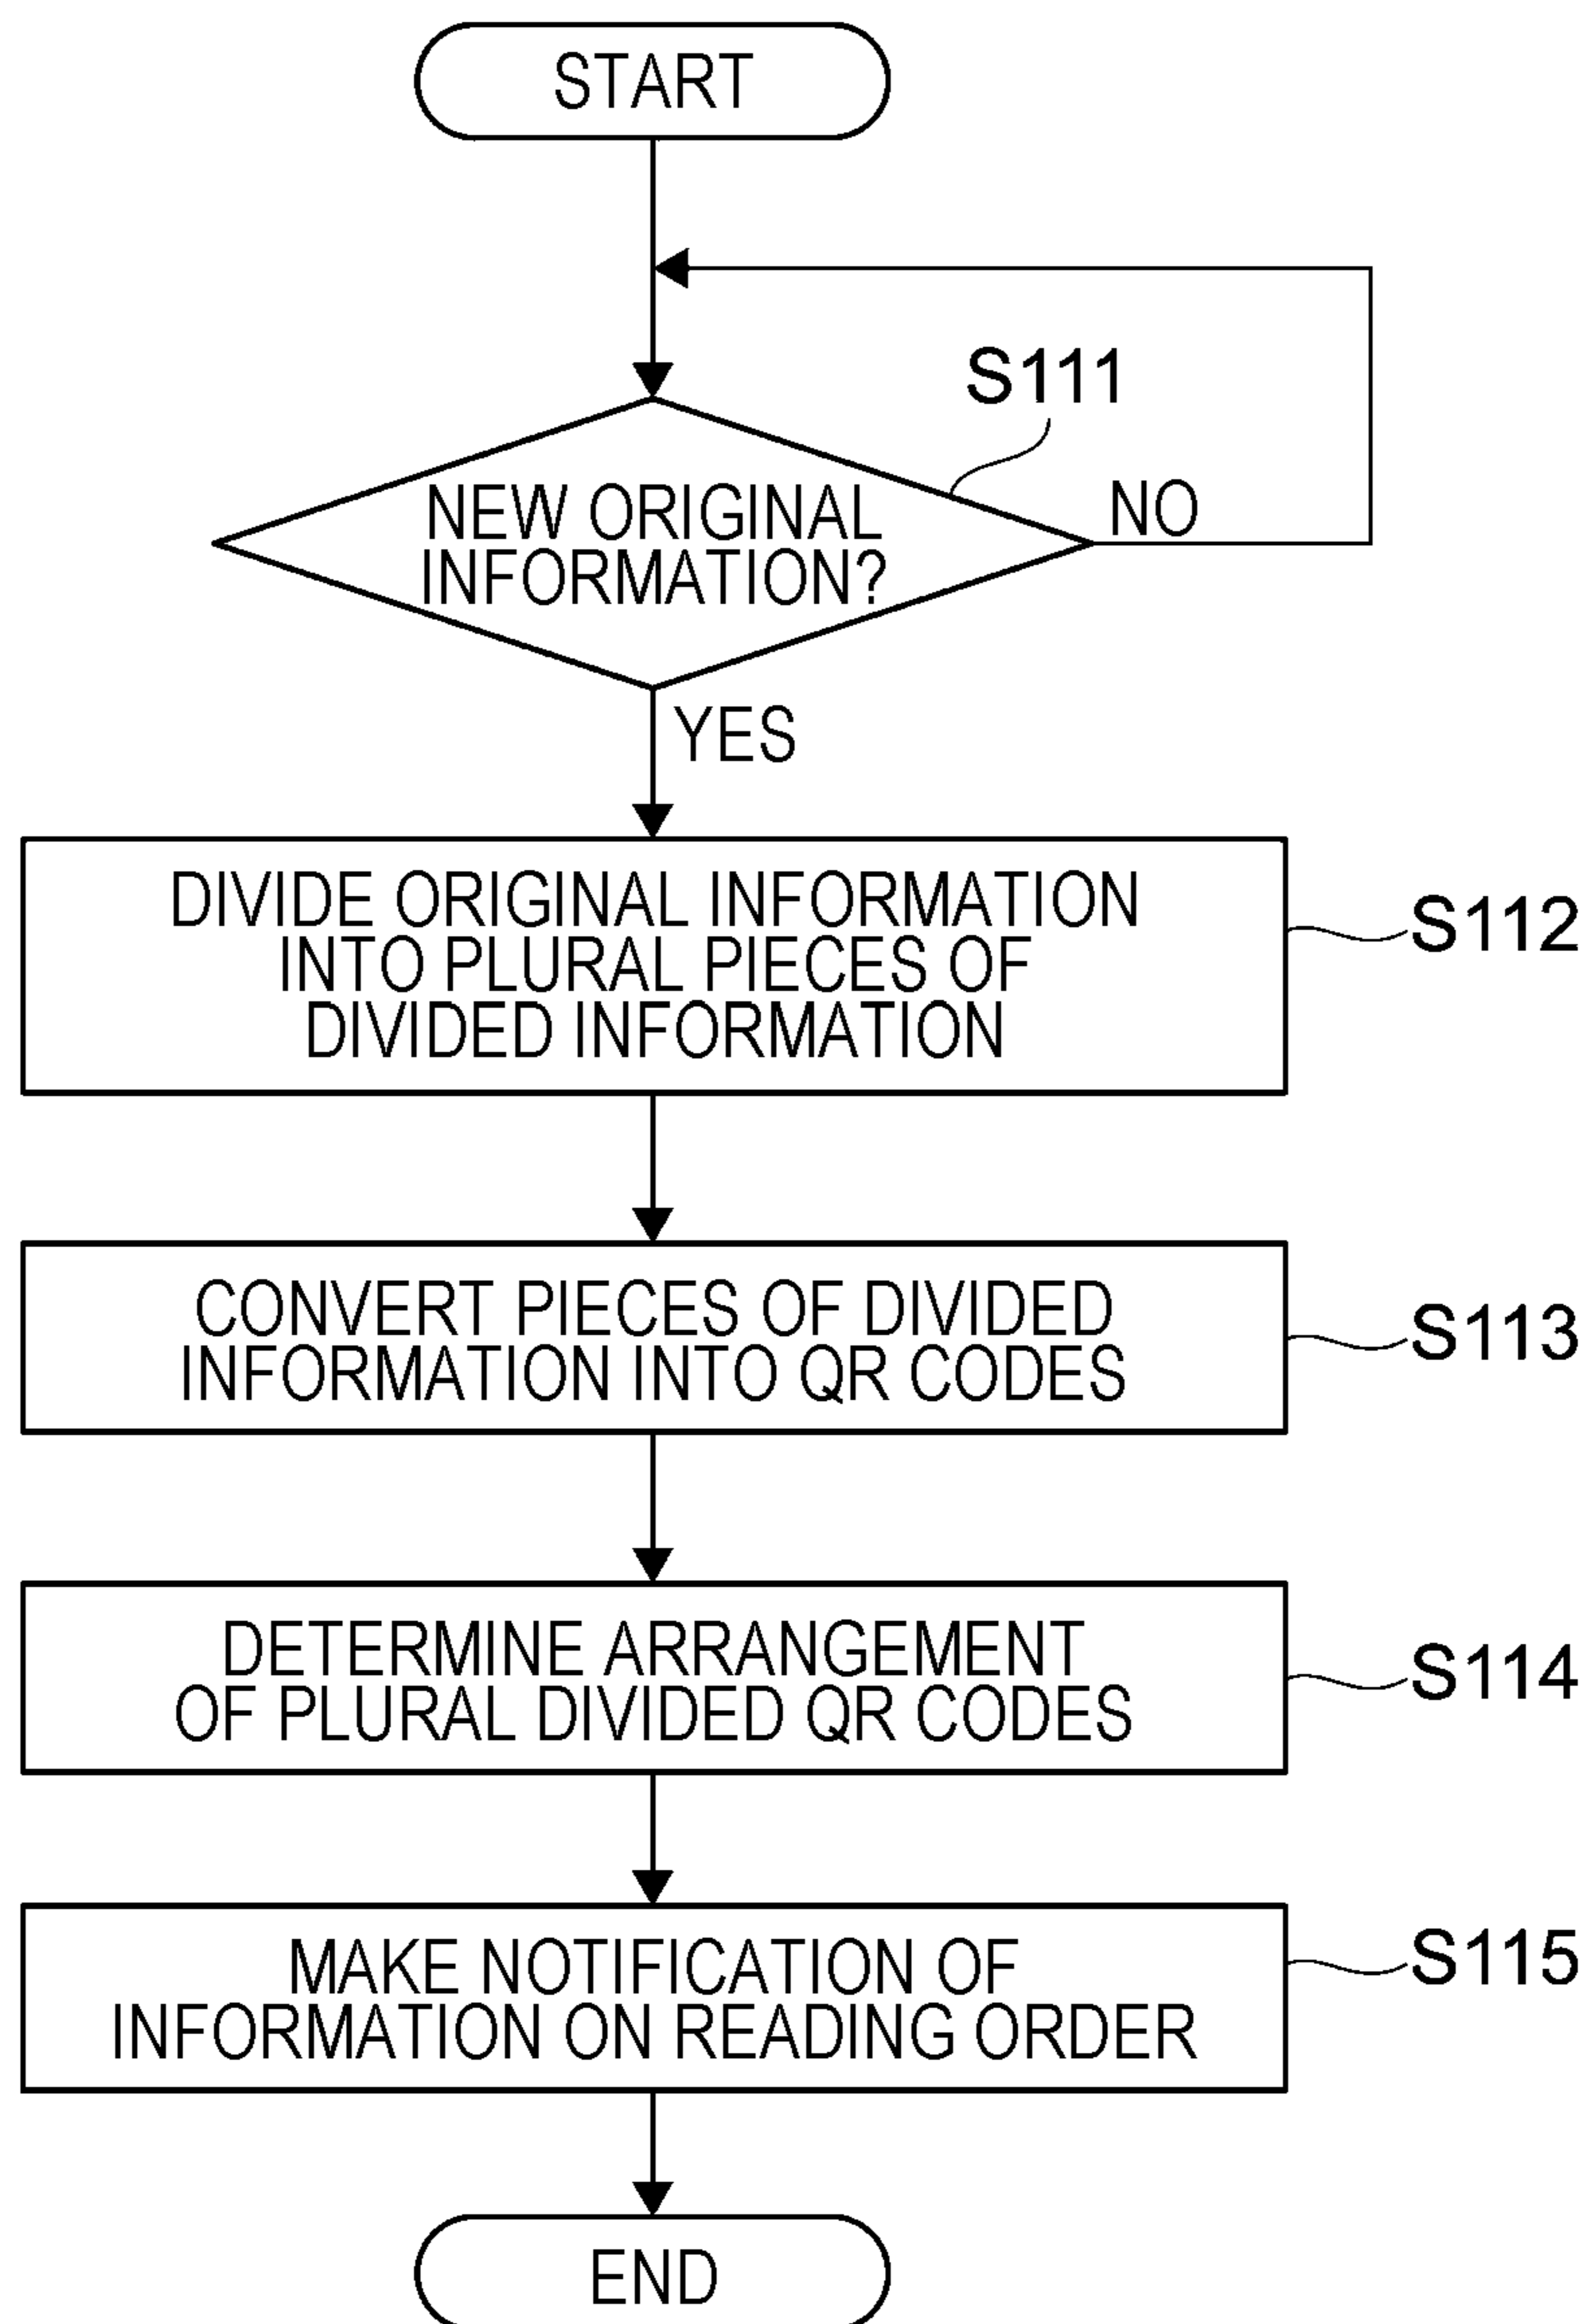 START
S111
NEW ORIGINAL
INFORMATION?
NO
YES
DIVIDE ORIGINAL INFORMATION
INTO PLURAL PIECES OF
DIVIDED INFORMATION
S112
CONVERT PIECES OF DIVIDED
INFORMATION INTO QR CODES
S113
DETERMINE ARRANGEMENT
OF PLURAL DIVIDED QR CODES
S114
MAKE NOTIFICATION OF
INFORMATION ON READING ORDER
S115
END